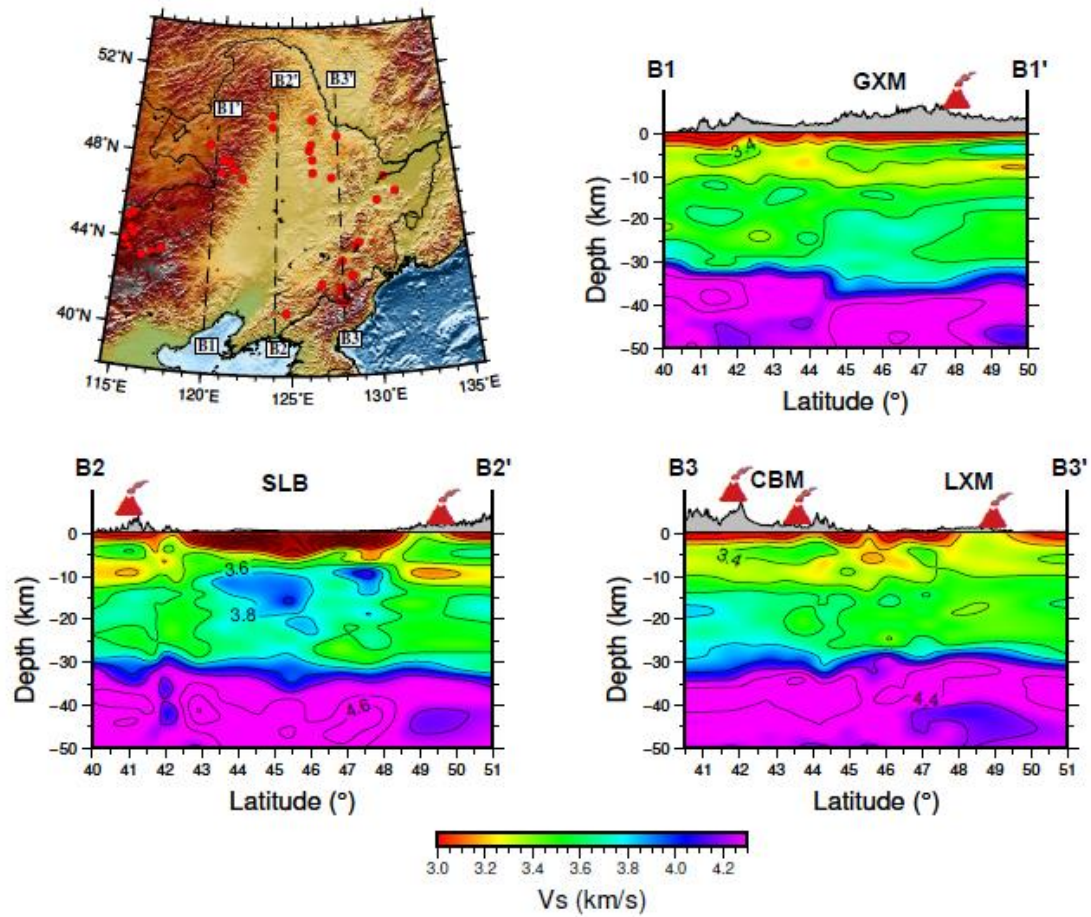 52°N
48°N
44°N
40°N
115°E
120°E
125°E
130°E
135°E
B1'
B2'
B3'
B1
B2
B3
B1
GXM
B1'
0
−10
−20
−30
−40
−50
Depth (km)
3.4
40 41 42 43 44 45 46 47 48 49 50
Latitude (°)
B2
SLB
B2'
0
−10
−20
−30
−40
−50
Depth (km)
3.6
3.8
4.6
40 41 42 43 44 45 46 47 48 49 50 51
Latitude (°)
B3
CBM
LXM
B3'
0
−10
−20
−30
−40
−50
Depth (km)
3.4
4.4
41 42 43 44 45 46 47 48 49 50 51
Latitude (°)
3.0 3.2 3.4 3.6 3.8 4.0 4.2
Vs (km/s)